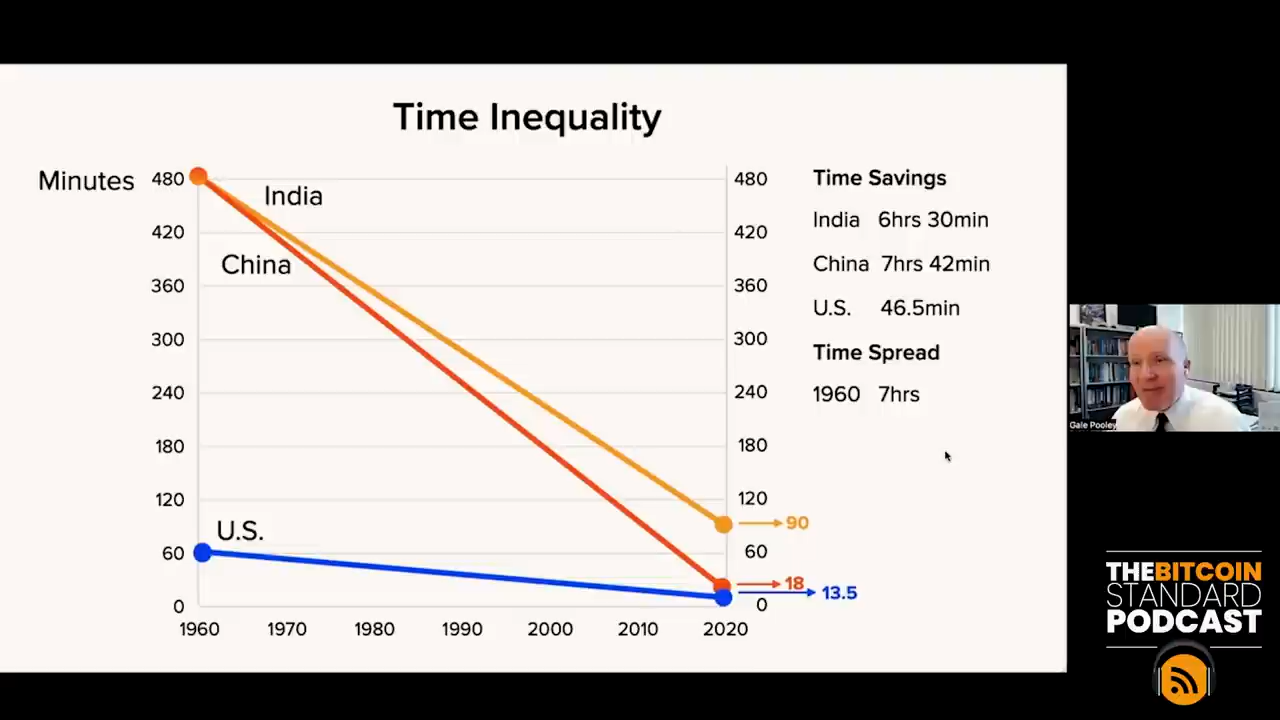 Time Inequality
Minutes
480
420
360
300
240
180
120
60
0
India
China
U.S.
1960 1970 1980 1990 2000 2010 2020
480
420
360
300
240
180
120
60
0
90
18
13.5
Time Savings
India 6hrs 30min
China 7hrs 42min
U.S. 46.5min
Time Spread
1960 7hrs
Gale Pooley
THEBITCOIN
STANDARD
PODCAST